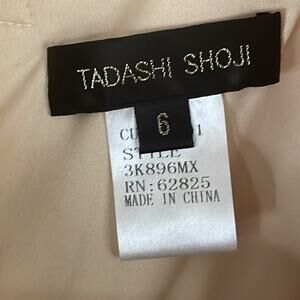 TADASHI SHOJI
6
STYLE
3K896MX
RN: 62825
MADE IN CHINA